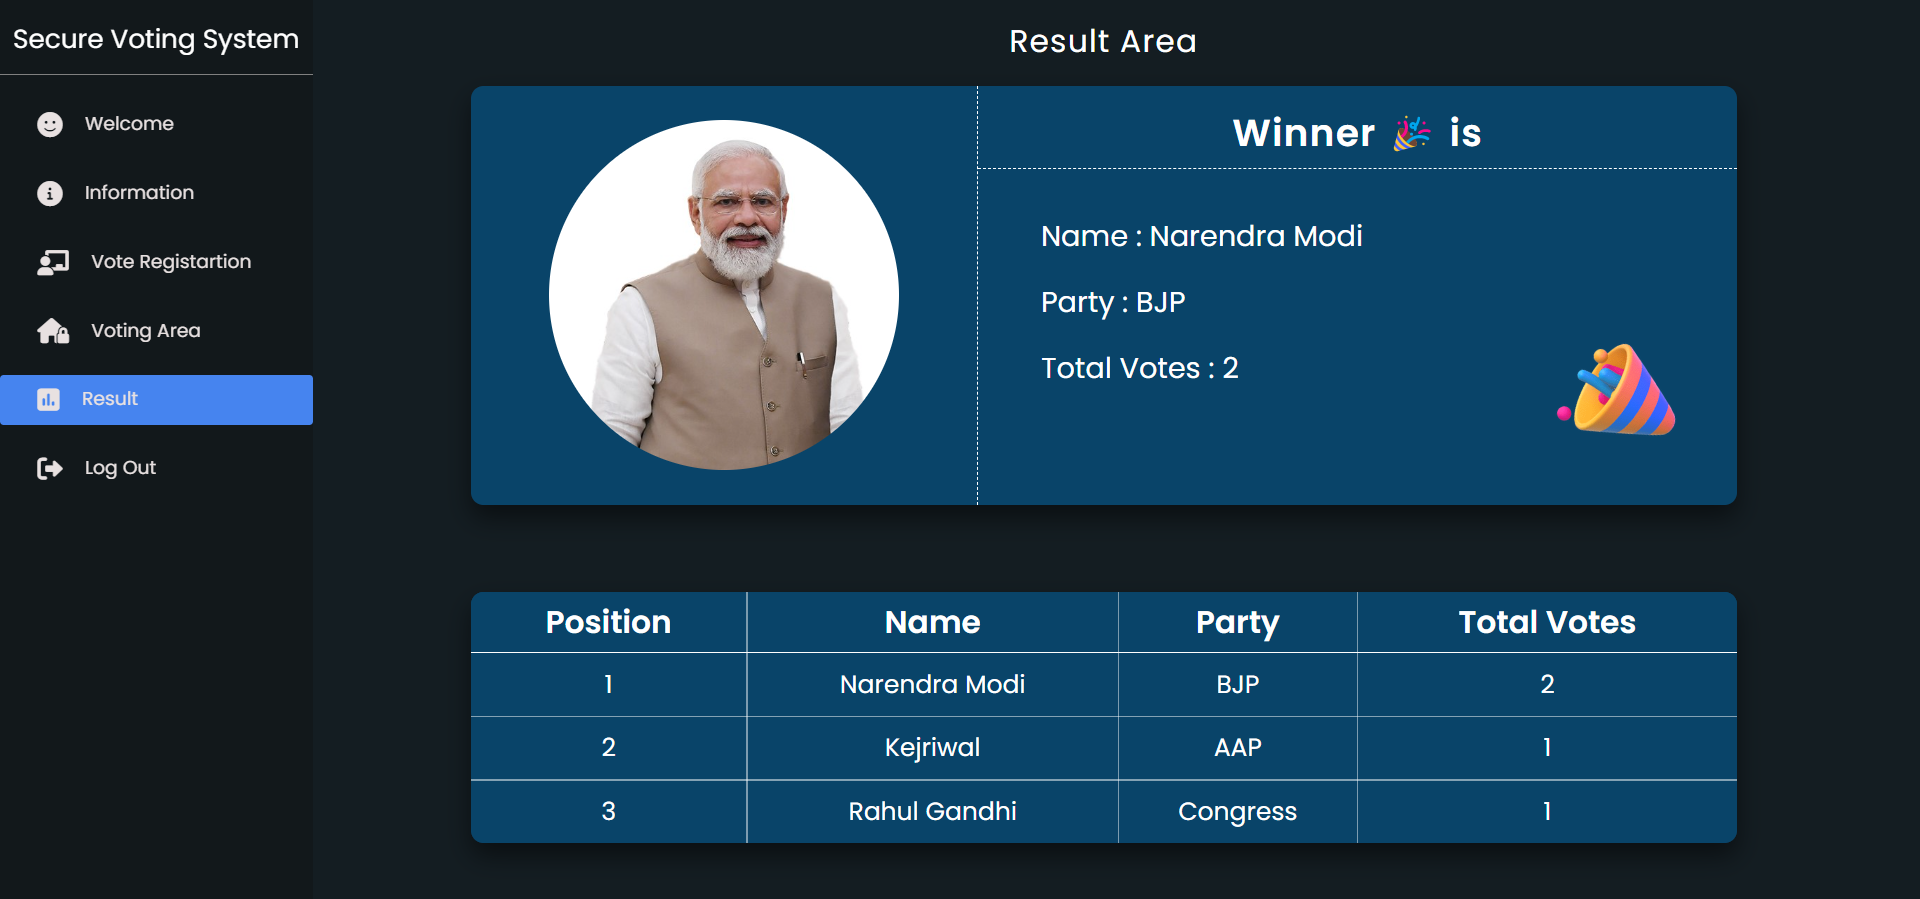 Secure Voting System
Welcome
Information
Vote Registartion
Voting Area
Result
Log Out
Result Area
Winner 🎉 is
Name : Narendra Modi
Party : BJP
Total Votes : 2
Position Name Party Total Votes
1 Narendra Modi BJP 2
2 Kejriwal AAP 1
3 Rahul Gandhi Congress 1